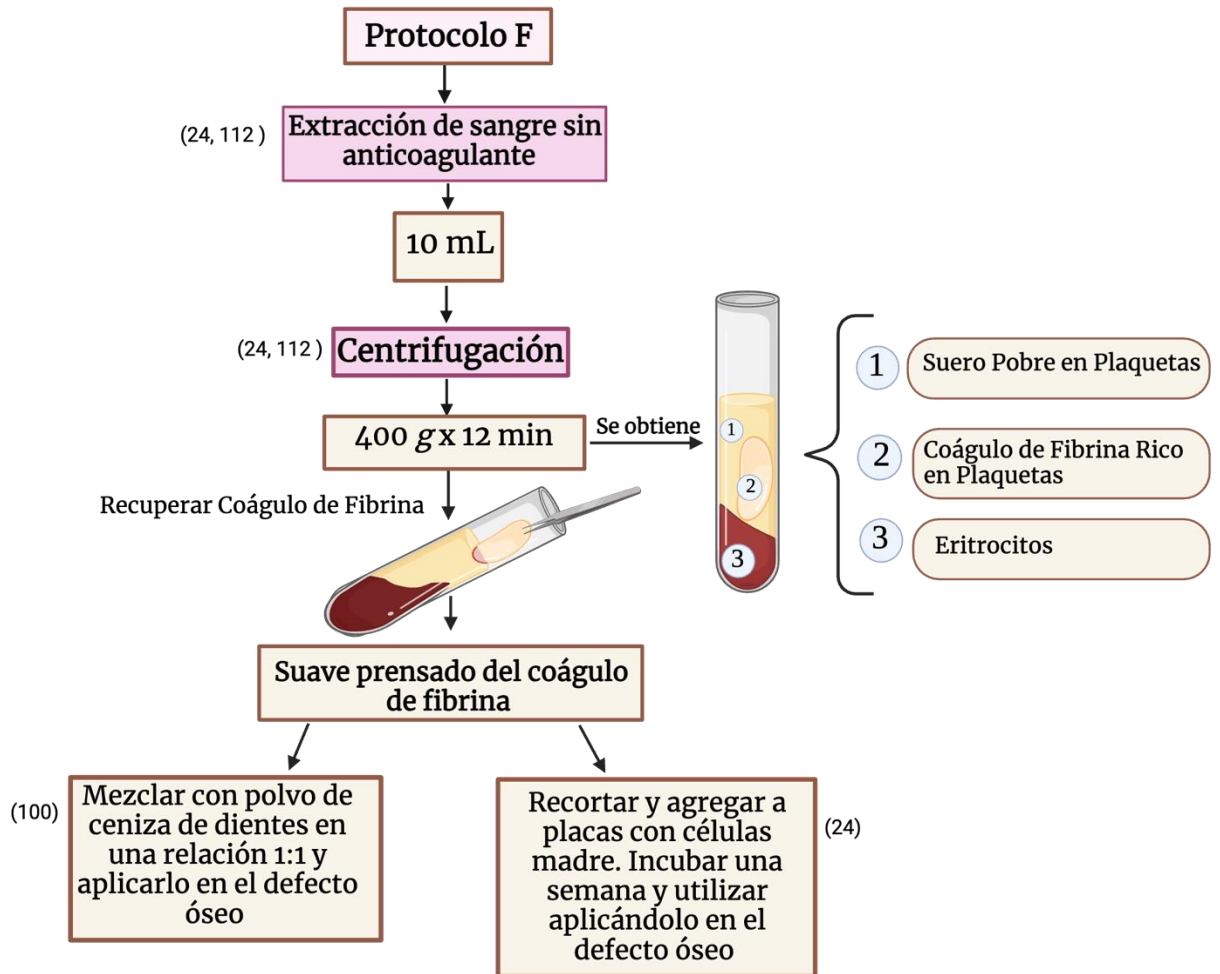 Protocolo F
(24, 112 )
Extracción de sangre sin
anticoagulante
10 mL
(24, 112 )
Centrifugación
400 g x 12 min
Se obtiene
1
2
3
1
Suero Pobre en Plaquetas
2
Coágulo de Fibrina Rico
en Plaquetas
3
Eritrocitos
Recuperar Coágulo de Fibrina
Suave prensado del coágulo
de fibrina
(100)
Mezclar con polvo de
ceniza de dientes en
una relación 1:1 y
aplicarlo en el defecto
óseo
Recortar y agregar a
placas con células
madre. Incubar una
semana y utilizar
aplicándolo en el
defecto óseo
(24)